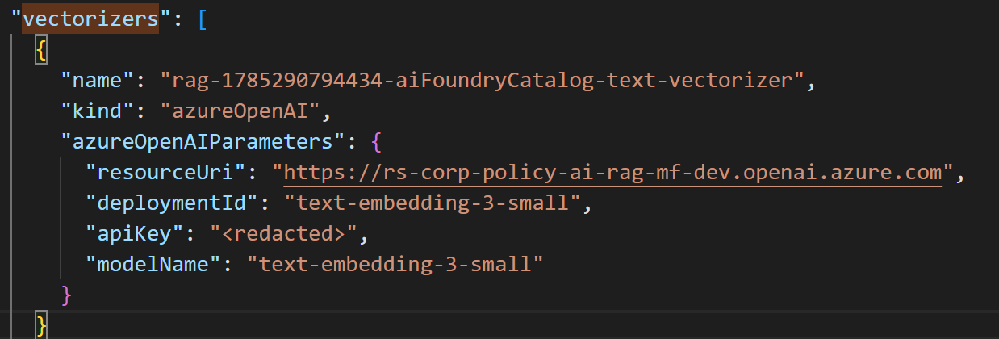 "vectorizers": [
{
"name": "rag-1785290794434-aiFoundryCatalog-text-vectorizer",
"kind": "azureOpenAI",
"azureOpenAIParameters": {
"resourceUri": "https://rs-corp-policy-ai-rag-mf-dev.openai.azure.com",
"deploymentId": "text-embedding-3-small",
"apiKey": "<redacted>",
"modelName": "text-embedding-3-small"
}
}